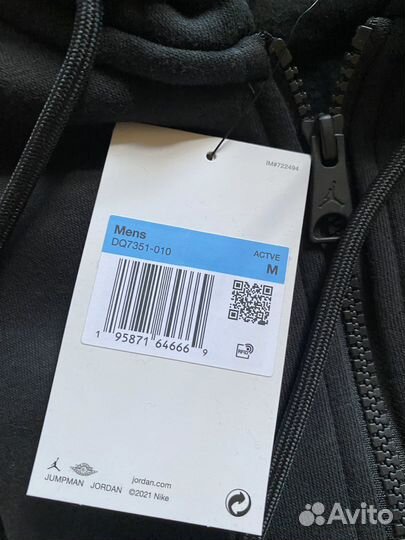 IM#722494
Mens
DQ7351-010
ACTVE
M
1 95871 64666 9
RFID
JUMPMAN JORDAN
jordan.com
©2021 Nike
Avito